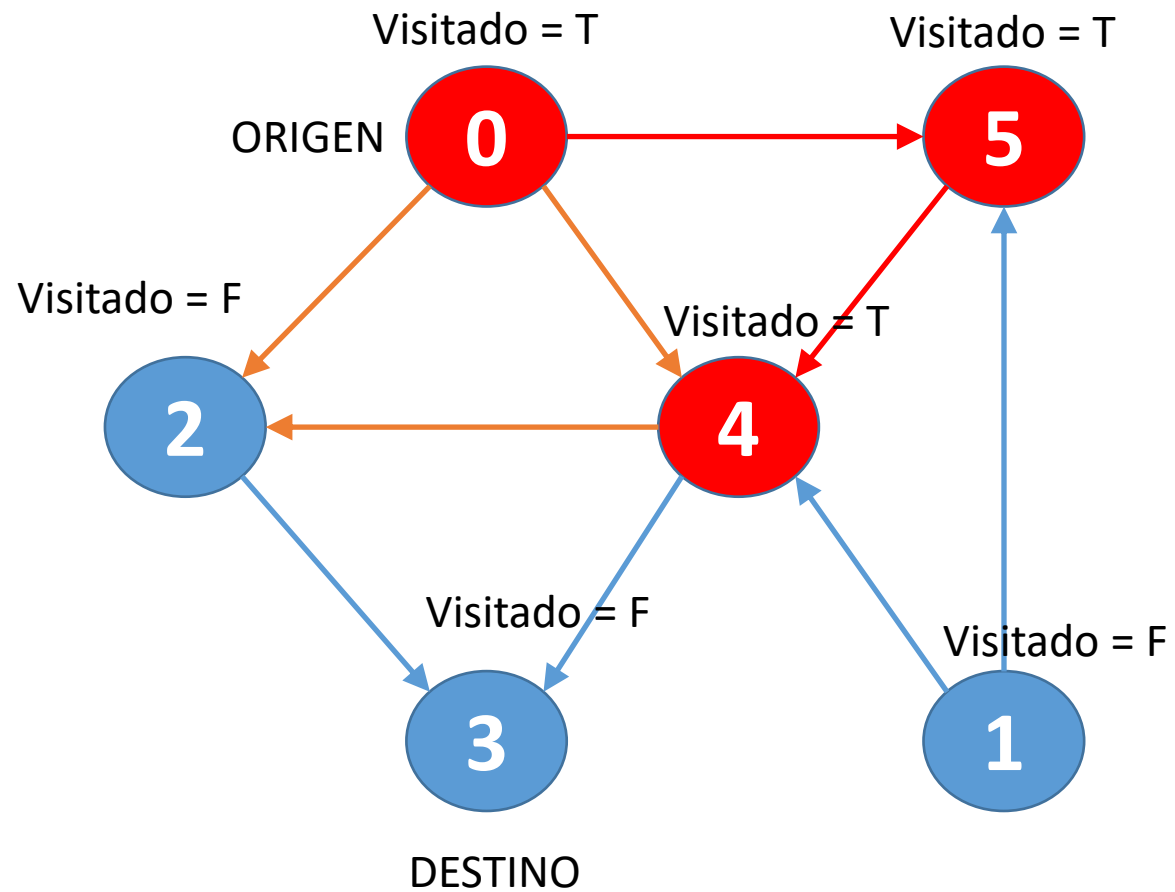 Visitado = T
Visitado = T
ORIGEN
0
5
Visitado = F
Visitado = T
2
4
Visitado = F
Visitado = F
3
1
DESTINO